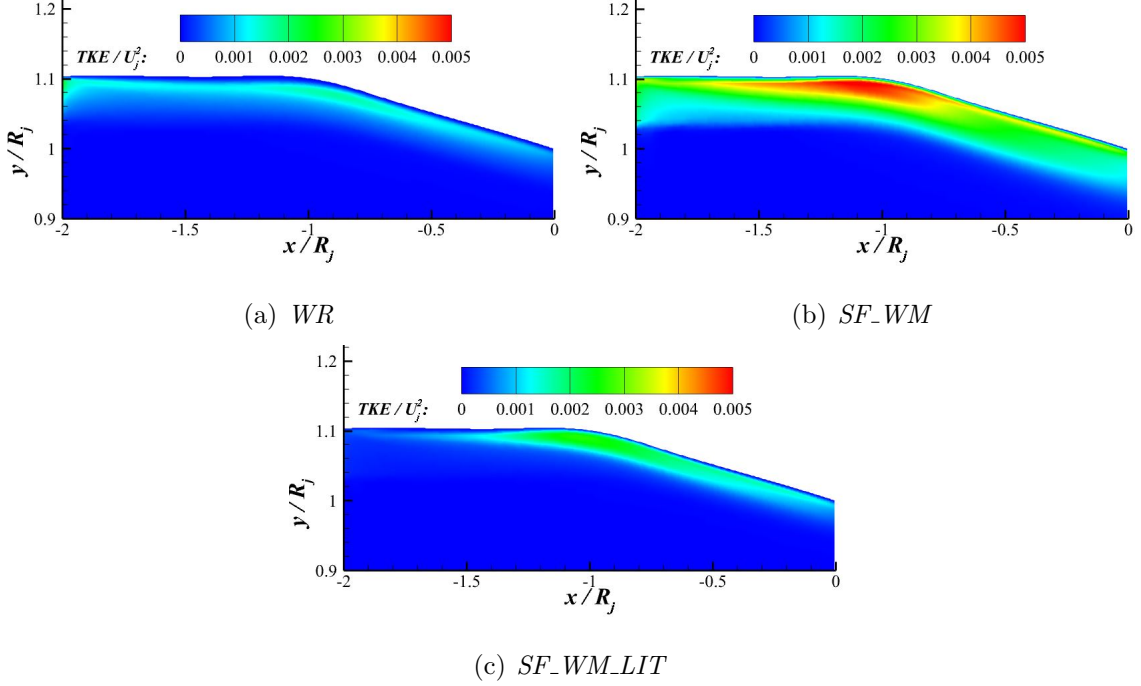 TKE / U_j^2:
0 0.001 0.002 0.003 0.004 0.005
1.2
1.1
1
0.9
y / R_j
-2 -1.5 -1 -0.5 0
x / R_j
(a) WR
TKE / U_j^2:
0 0.001 0.002 0.003 0.004 0.005
1.2
1.1
1
0.9
y / R_j
-2 -1.5 -1 -0.5 0
x / R_j
(b) SF_WM
TKE / U_j^2:
0 0.001 0.002 0.003 0.004 0.005
1.2
1.1
1
0.9
y / R_j
-2 -1.5 -1 -0.5 0
x / R_j
(c) SF_WM_LIT